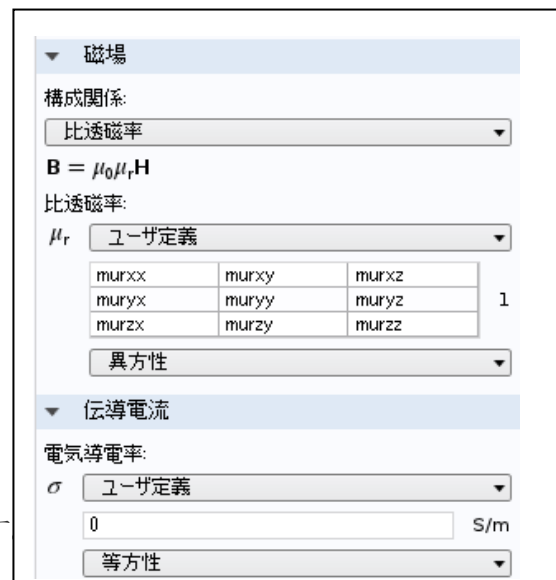 磁場
構成関係:
比透磁率
B = μ₀μᵣH
比透磁率:
μᵣ ユーザ定義
murxx murxy murxz
muryx muryy muryz 1
murzx murzy murzz
異方性
伝導電流
電気導電率:
σ ユーザ定義
0 S/m
等方性